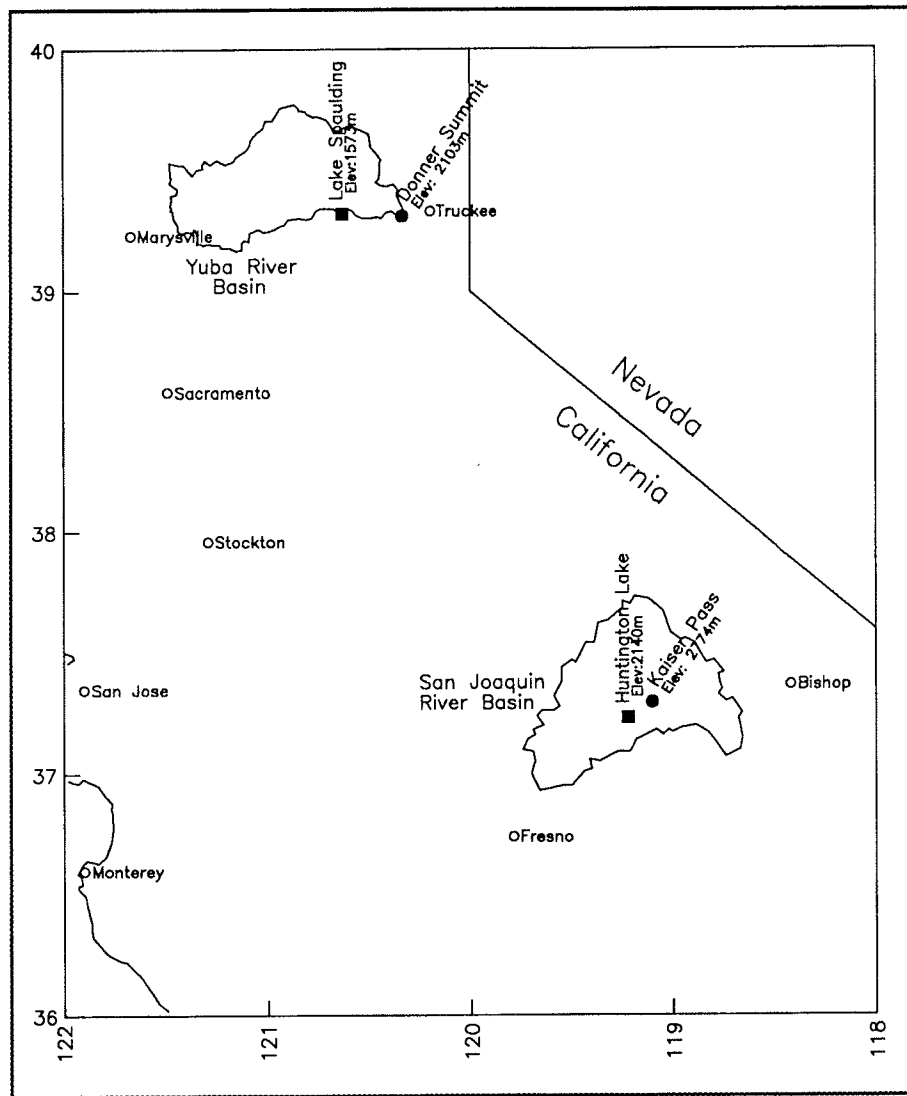 40
Lake Spaulding
Elev:1573m
Donner Summit
Elev: 2103m
Truckee
Marysville
Yuba River
Basin
39
Sacramento
Nevada
California
38
Stockton
Huntington Lake
Elev:2140m
Kaiser Pass
Elev: 2774m
San Joaquin
River Basin
San Jose
Bishop
37
Fresno
Monterey
36
122
121
120
119
118